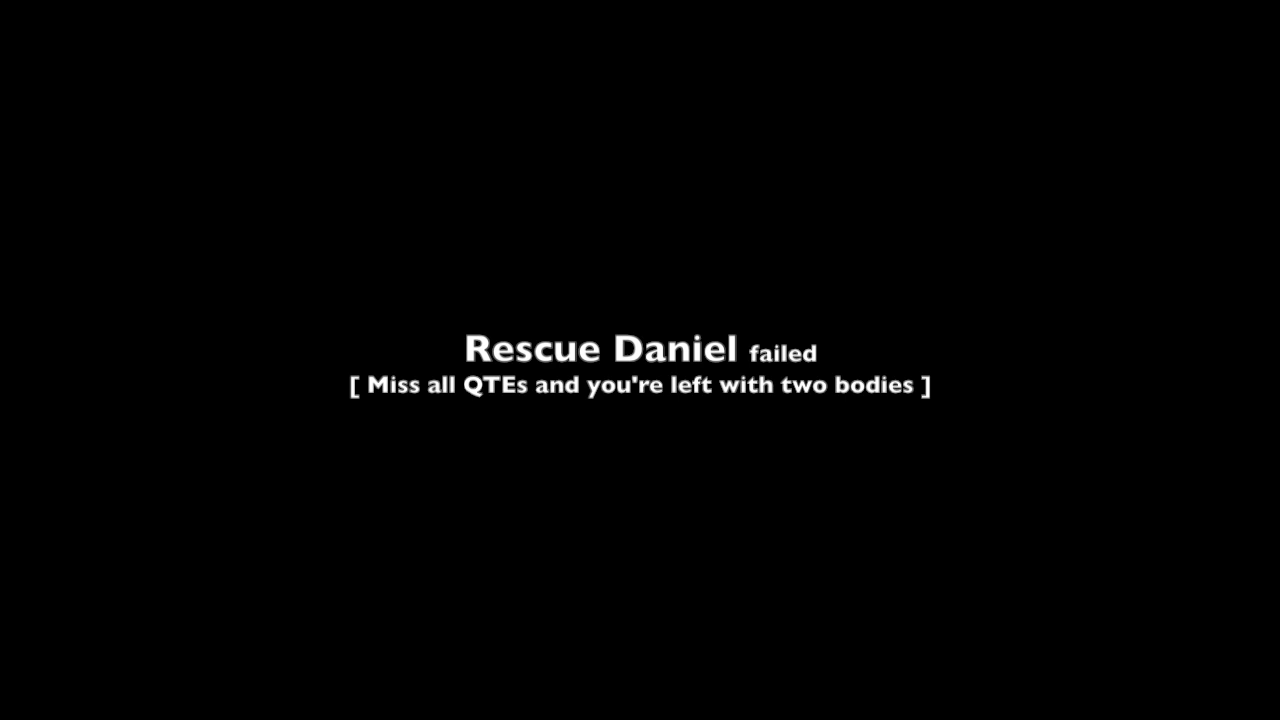 Rescue Daniel failed
[ Miss all QTEs and you're left with two bodies ]